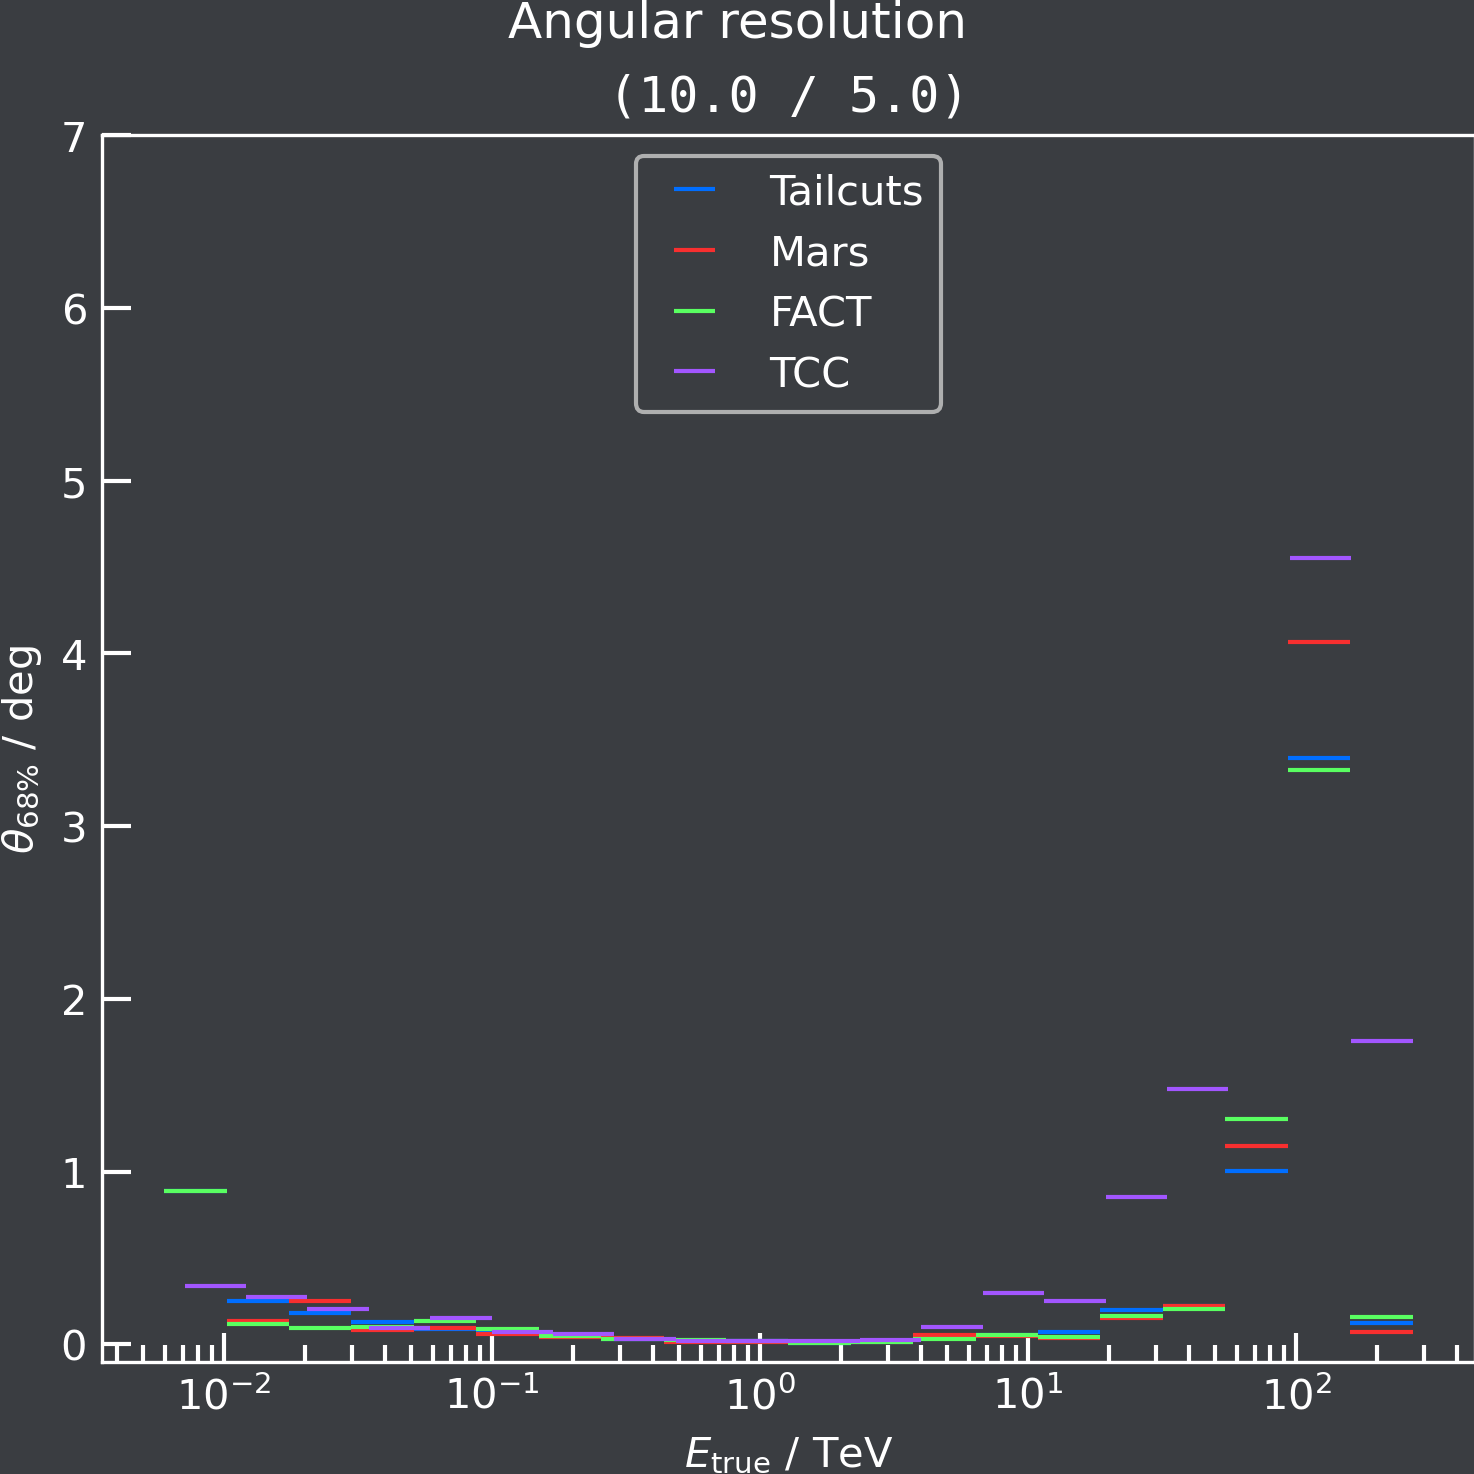 Angular resolution
(10.0 / 5.0)
Tailcuts
Mars
FACT
TCC
7
6
5
4
3
2
1
0
θ68% / deg
10⁻² 10⁻¹ 10⁰ 10¹ 10²
Etrue / TeV